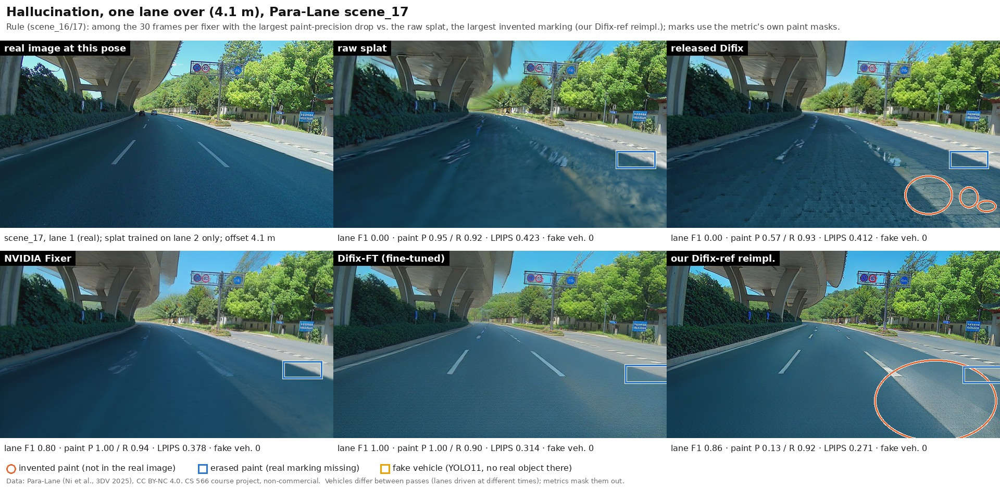 Hallucination, one lane over (4.1 m), Para-Lane scene_17
Rule (scene_16/17): among the 30 frames per fixer with the largest paint-precision drop vs. the raw splat, the largest invented marking (our Difix-ref reimpl.); marks use the metric's own paint masks.
real image at this pose
raw splat
released Difix
40
40
scene_17, lane 1 (real); splat trained on lane 2 only; offset 4.1 m
lane F1 0.00 · paint P 0.95 / R 0.92 · LPIPS 0.423 · fake veh. 0
lane F1 0.00 · paint P 0.57 / R 0.93 · LPIPS 0.412 · fake veh. 0
NVIDIA Fixer
Difix-FT (fine-tuned)
our Difix-ref reimpl.
40
lane F1 0.80 · paint P 1.00 / R 0.94 · LPIPS 0.378 · fake veh. 0
lane F1 1.00 · paint P 1.00 / R 0.90 · LPIPS 0.314 · fake veh. 0
lane F1 0.86 · paint P 0.13 / R 0.92 · LPIPS 0.271 · fake veh. 0
invented paint (not in the real image)
erased paint (real marking missing)
fake vehicle (YOLO11, no real object there)
Data: Para-Lane (Ni et al., 3DV 2025), CC BY-NC 4.0. CS 566 course project, non-commercial.  Vehicles differ between passes (lanes driven at different times); metrics mask them out.